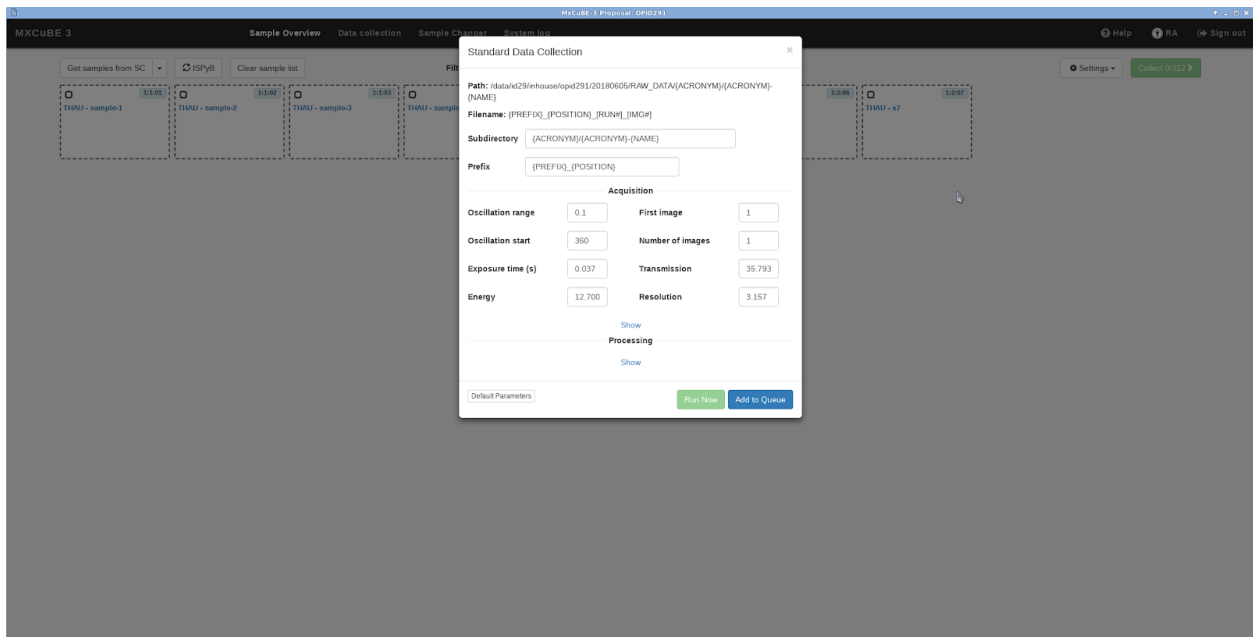 MXCuBE-3 Proposal: OPID291
MXCuBE 3 Sample Overview Data collection Sample Changer System log Help RA Sign out
Get samples from SC ISPyB Clear sample list Filt Settings Collect 0/312
Standard Data Collection ×
1:1:01 1:1:02 1:1:03 1:2:06 1:2:07
THAU - sample-1 THAU - sample-2 THAU - sample-3 THAU - sample THAU - x7
Path: /data/id29/inhouse/opid291/20180605/RAW_DATA/{ACRONYM}/{ACRONYM}-
{NAME}
Filename: {PREFIX}_{POSITION}_[RUN#]_[IMG#]
Subdirectory {ACRONYM}/{ACRONYM}-{NAME}
Prefix {PREFIX}_{POSITION}
Acquisition
Oscillation range 0.1 First image 1
Oscillation start 360 Number of images 1
Exposure time (s) 0.037 Transmission 35.793
Energy 12.700 Resolution 3.157
Show
Processing
Show
Default Parameters Run Now Add to Queue